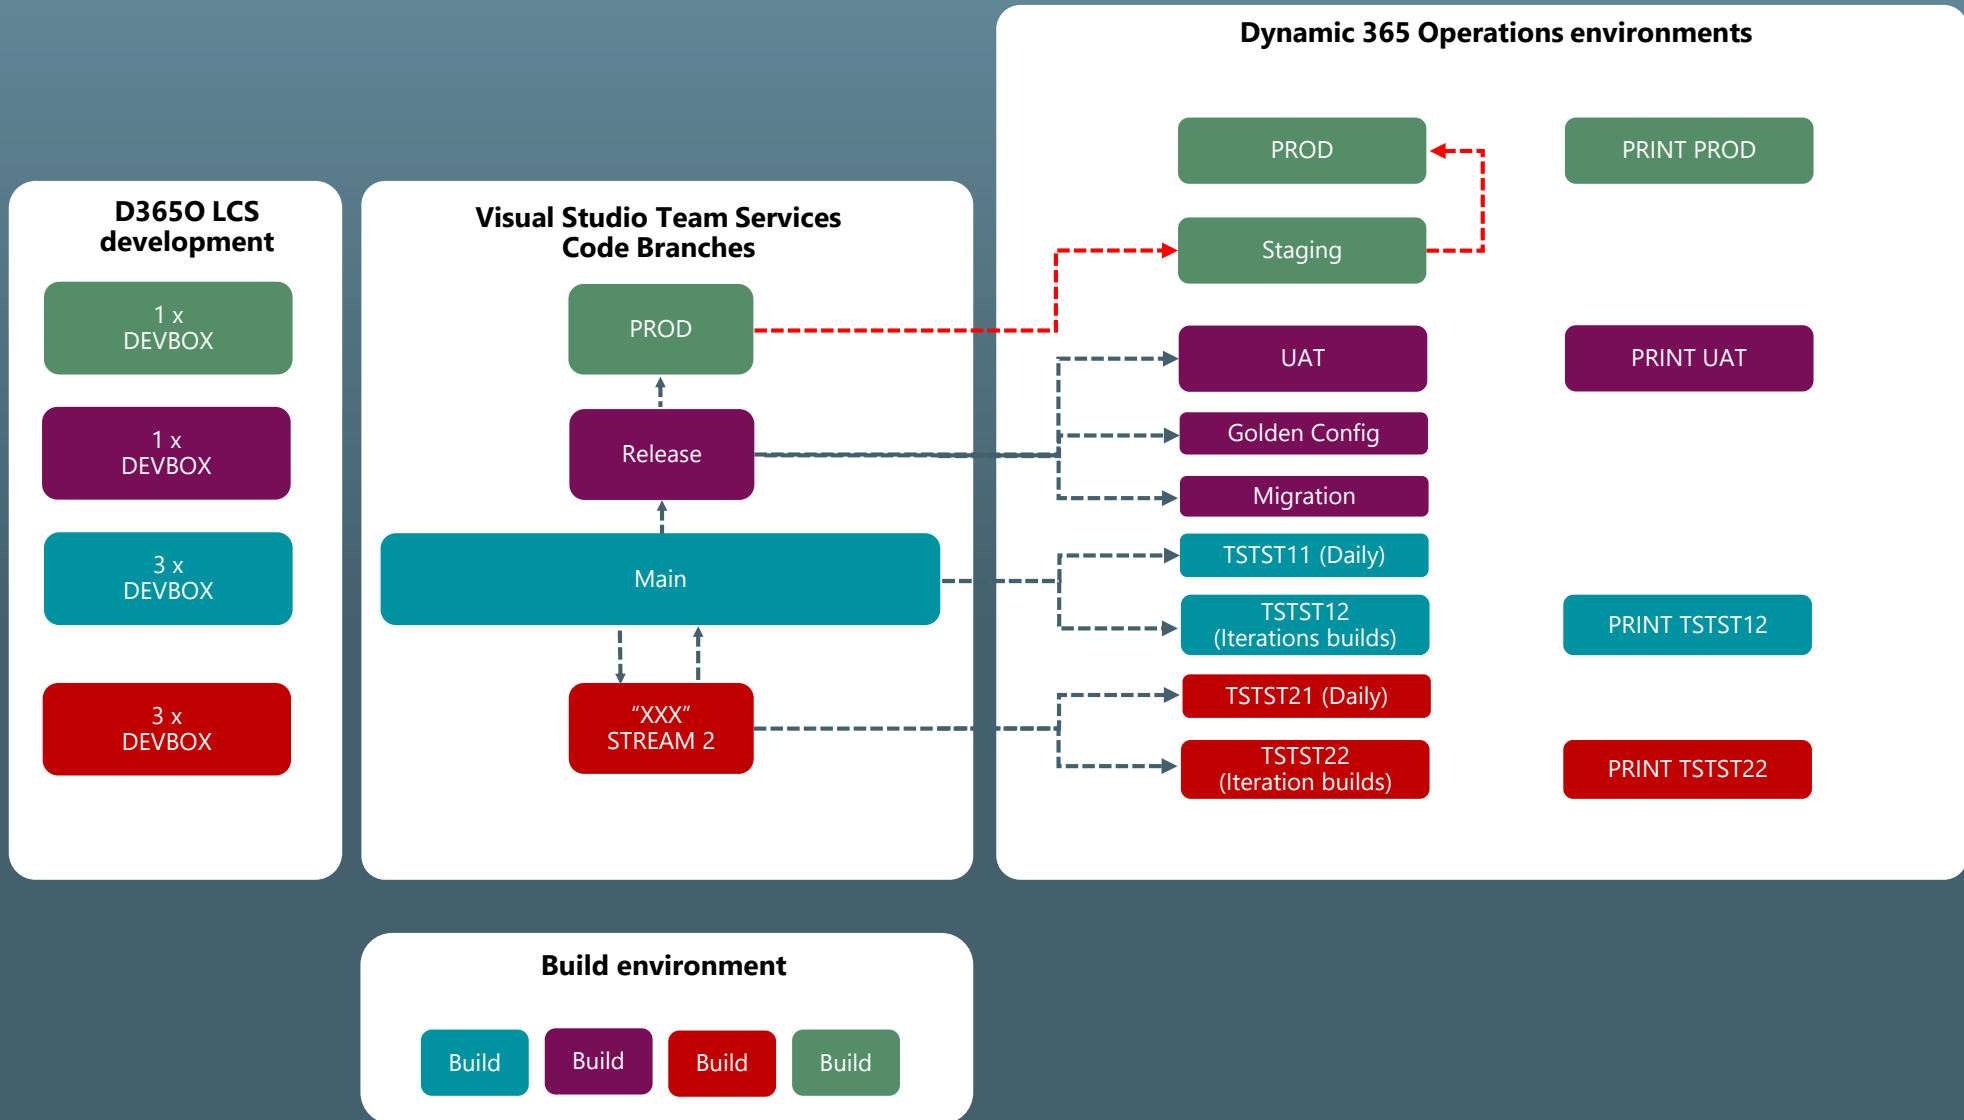 Dynamic 365 Operations environments
PROD
PRINT PROD
Staging
UAT
PRINT UAT
Golden Config
Migration
TSTST11 (Daily)
TSTST12
(Iterations builds)
PRINT TSTST12
TSTST21 (Daily)
TSTST22
(Iteration builds)
PRINT TSTST22
D365O LCS
development
1 x
DEVBOX
1 x
DEVBOX
3 x
DEVBOX
3 x
DEVBOX
Visual Studio Team Services
Code Branches
PROD
Release
Main
“XXX”
STREAM 2
Build environment
Build
Build
Build
Build